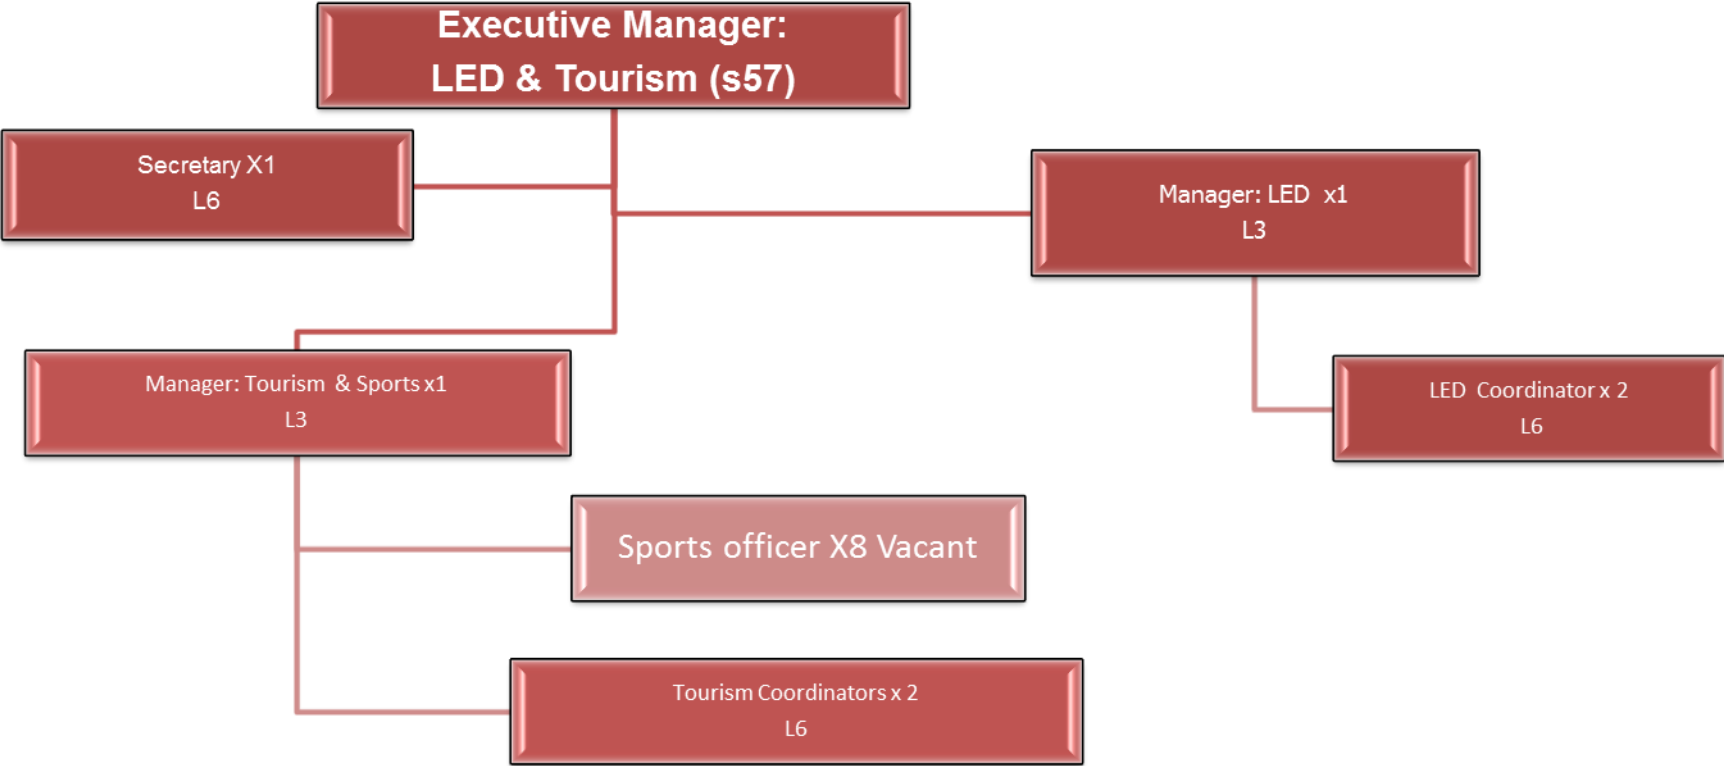 Executive Manager:
LED & Tourism (s57)
Secretary X1
L6
Manager: LED x1
L3
Manager: Tourism & Sports x1
L3
LED Coordinator x 2
L6
Sports officer X8 Vacant
Tourism Coordinators x 2
L6